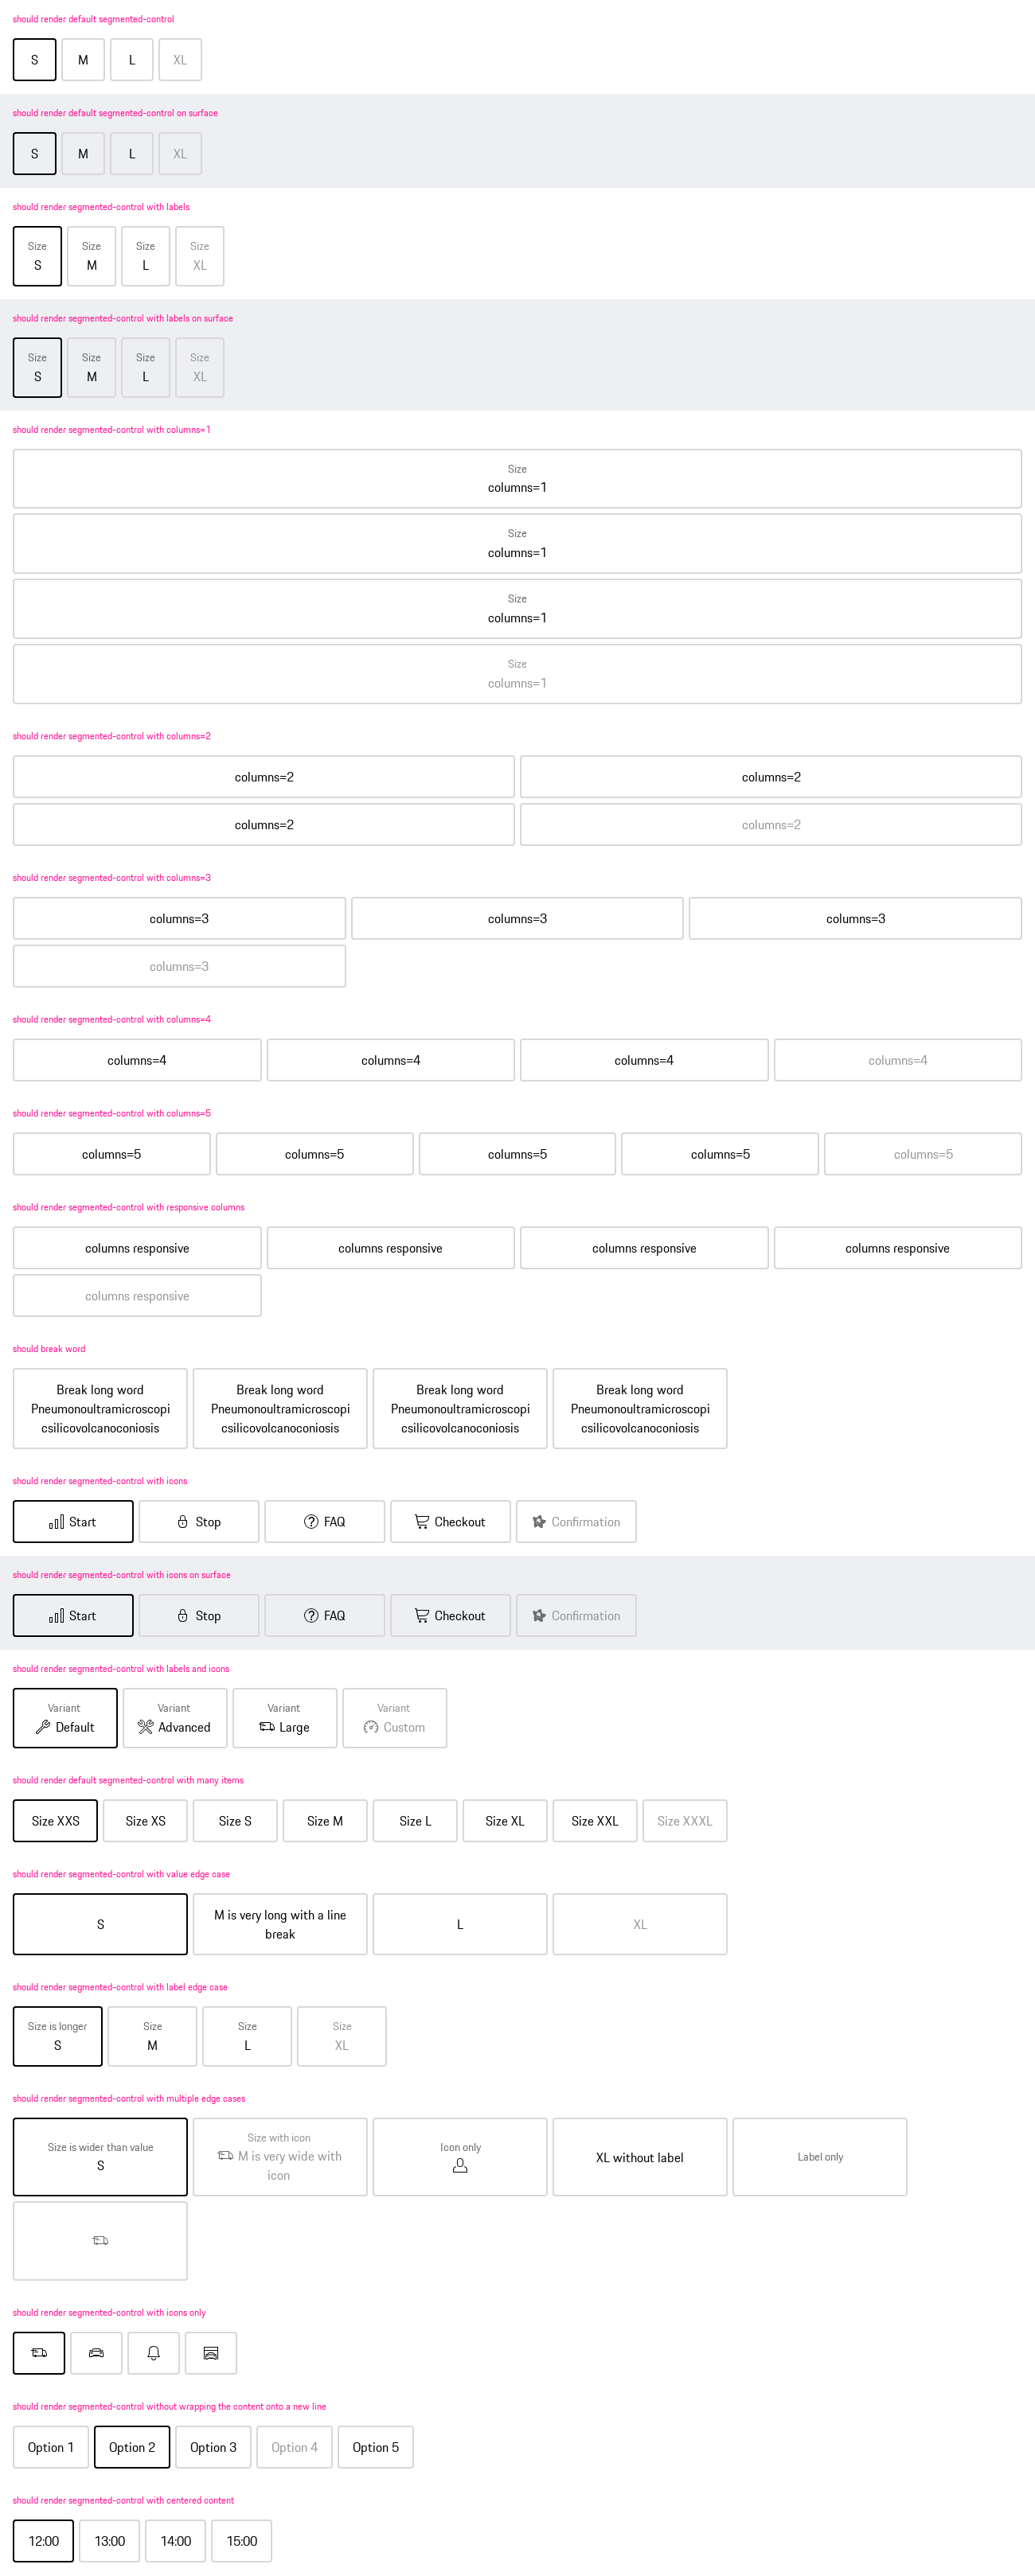 should render default segmented-control
S M L XL
should render default segmented-control on surface
S M L XL
should render segmented-control with labels
Size Size Size Size
S M L XL
should render segmented-control with labels on surface
Size Size Size Size
S M L XL
should render segmented-control with columns=1
Size
columns=1
Size
columns=1
Size
columns=1
Size
columns=1
should render segmented-control with columns=2
columns=2 columns=2
columns=2 columns=2
should render segmented-control with columns=3
columns=3 columns=3 columns=3
columns=3
should render segmented-control with columns=4
columns=4 columns=4 columns=4 columns=4
should render segmented-control with columns=5
columns=5 columns=5 columns=5 columns=5 columns=5
should render segmented-control with responsive columns
columns responsive columns responsive columns responsive columns responsive
columns responsive
should break word
Break long word Break long word Break long word Break long word
Pneumonoultramicroscopi Pneumonoultramicroscopi Pneumonoultramicroscopi Pneumonoultramicroscopi
csilicovolcanoconiosis csilicovolcanoconiosis csilicovolcanoconiosis csilicovolcanoconiosis
should render segmented-control with icons
Start Stop FAQ Checkout Confirmation
should render segmented-control with icons on surface
Start Stop FAQ Checkout Confirmation
should render segmented-control with labels and icons
Variant Variant Variant Variant
Default Advanced Large Custom
should render default segmented-control with many items
Size XXS Size XS Size S Size M Size L Size XL Size XXL Size XXXL
should render segmented-control with value edge case
S M is very long with a line L XL
break
should render segmented-control with label edge case
Size is longer Size Size Size
S M L XL
should render segmented-control with multiple edge cases
Size is wider than value Size with icon Icon only XL without label Label only
S M is very wide with
icon
should render segmented-control with icons only
should render segmented-control without wrapping the content onto a new line
Option 1 Option 2 Option 3 Option 4 Option 5
should render segmented-control with centered content
12:00 13:00 14:00 15:00